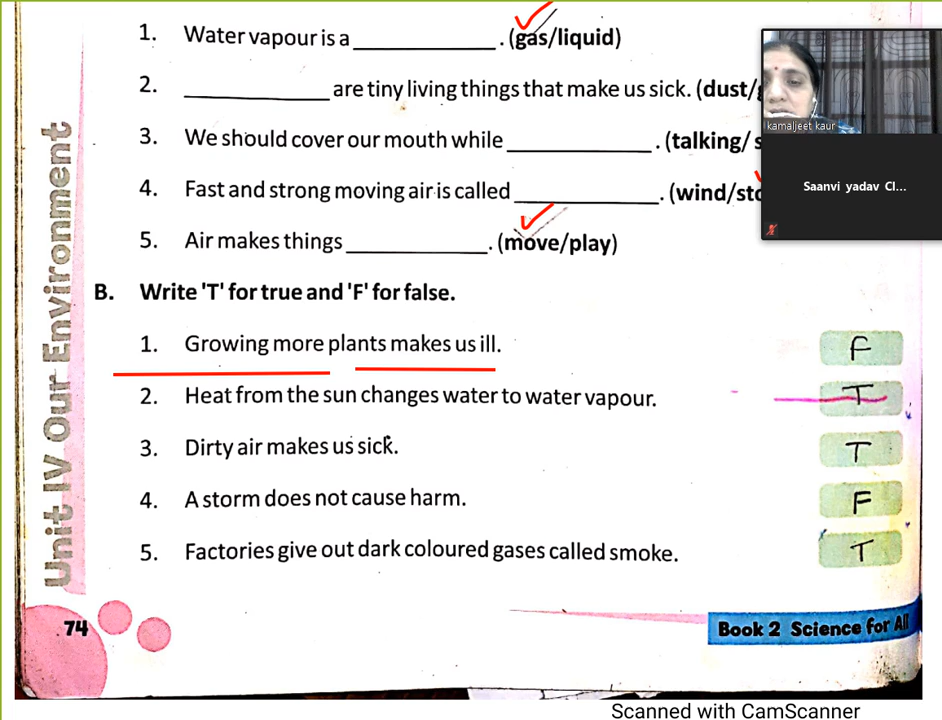 1. Water vapour is a ____________ . (gas/liquid)
2. ____________ are tiny living things that make us sick. (dust/
kamaljeet kaur
3. We should cover our mouth while ____________ . (talking/ s
Saanvi yadav Cl...
4. Fast and strong moving air is called ____________ . (wind/sto
5. Air makes things ____________ . (move/play)
B. Write 'T' for true and 'F' for false.
1. Growing more plants makes us ill. F
2. Heat from the sun changes water to water vapour. T
3. Dirty air makes us sick. T
4. A storm does not cause harm. F
5. Factories give out dark coloured gases called smoke. T
Unit IV Our Environment
74
Book 2 Science for All
Scanned with CamScanner